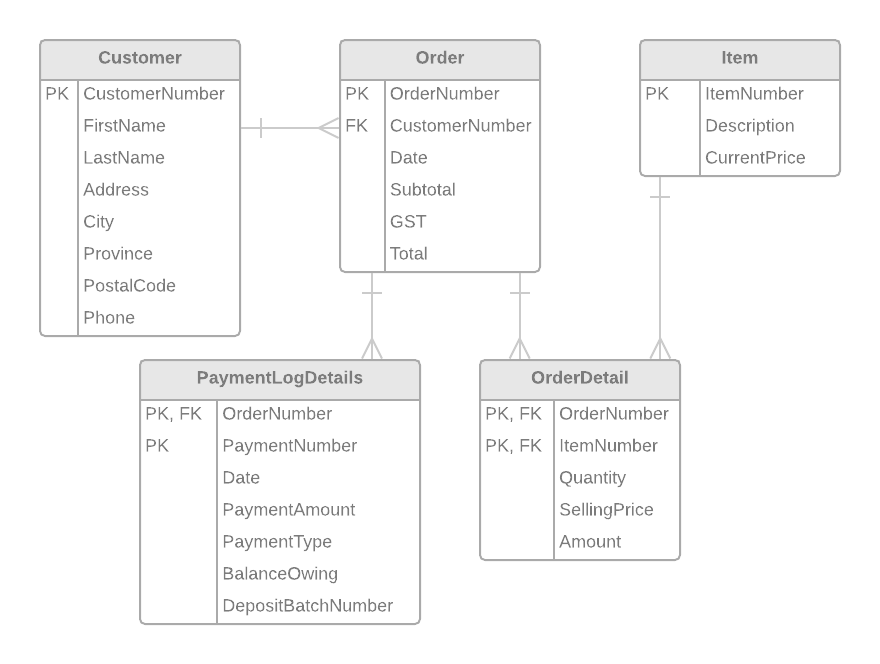 Customer
PK CustomerNumber
FirstName
LastName
Address
City
Province
PostalCode
Phone
Order
PK OrderNumber
FK CustomerNumber
Date
Subtotal
GST
Total
Item
PK ItemNumber
Description
CurrentPrice
PaymentLogDetails
PK, FK OrderNumber
PK PaymentNumber
Date
PaymentAmount
PaymentType
BalanceOwing
DepositBatchNumber
OrderDetail
PK, FK OrderNumber
PK, FK ItemNumber
Quantity
SellingPrice
Amount